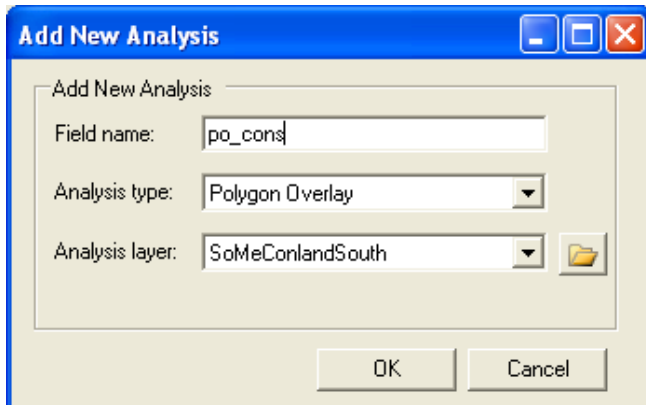 Add New Analysis
Add New Analysis
Field name: po_cons
Analysis type: Polygon Overlay
Analysis layer: SoMeConlandSouth
OK Cancel